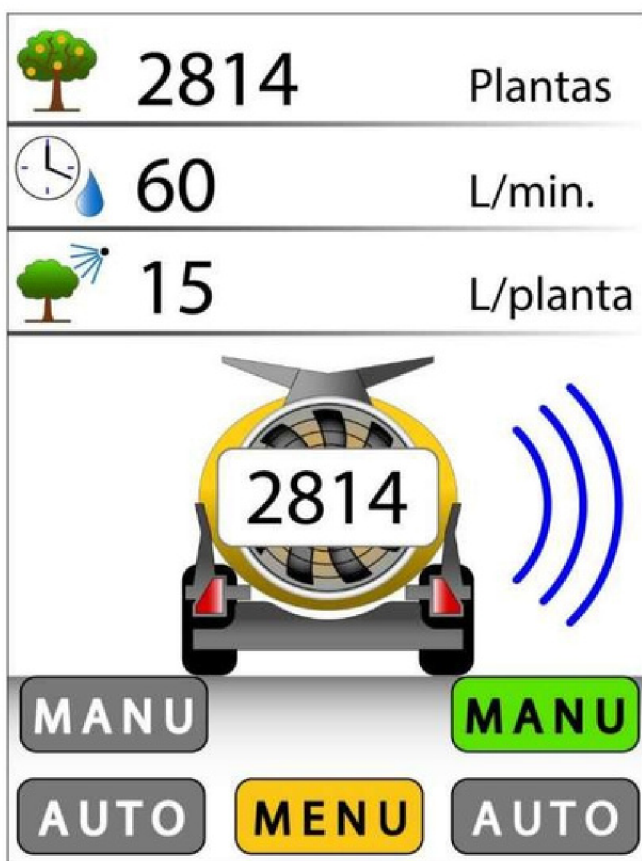 2814 Plantas
60 L/min.
15 L/planta
2814
MANU MANU
AUTO MENU AUTO